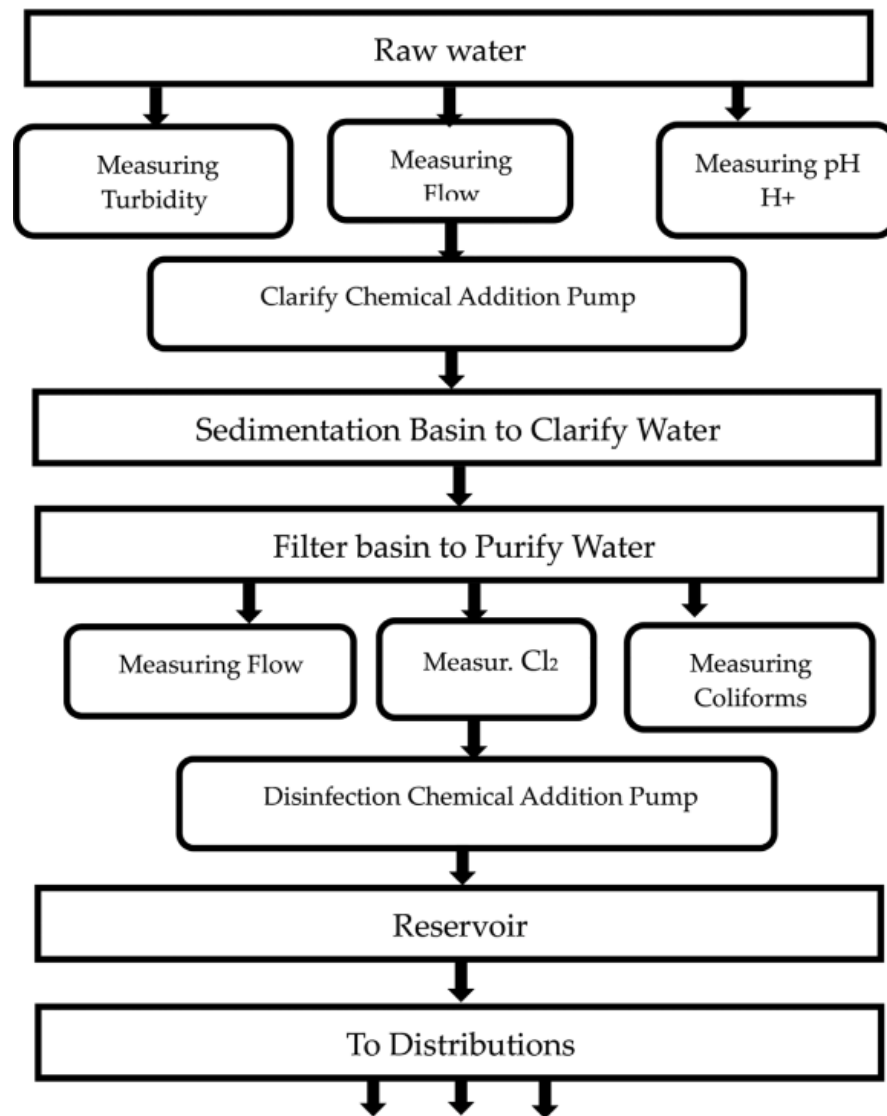 Raw water
Measuring
Turbidity
Measuring
Flow
Measuring pH
H+
Clarify Chemical Addition Pump
Sedimentation Basin to Clarify Water
Filter basin to Purify Water
Measuring Flow
Measur. Cl₂
Measuring
Coliforms
Disinfection Chemical Addition Pump
Reservoir
To Distributions